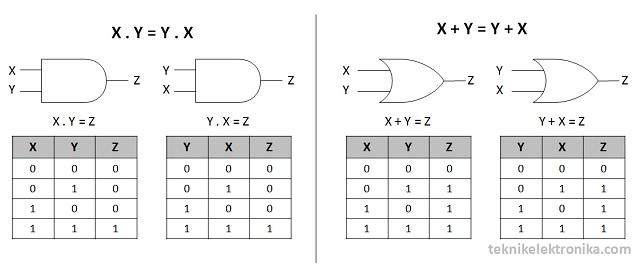 X . Y = Y . X
X
Y
Z
Y
X
Z
X . Y = Z
Y . X = Z
X Y Z
0 0 0
0 1 0
1 0 0
1 1 1
Y X Z
0 0 0
0 1 0
1 0 0
1 1 1
X + Y = Y + X
X
Y
Z
Y
X
Z
X + Y = Z
Y + X = Z
X Y Z
0 0 0
0 1 1
1 0 1
1 1 1
Y X Z
0 0 0
0 1 1
1 0 1
1 1 1
teknikelektronika.com